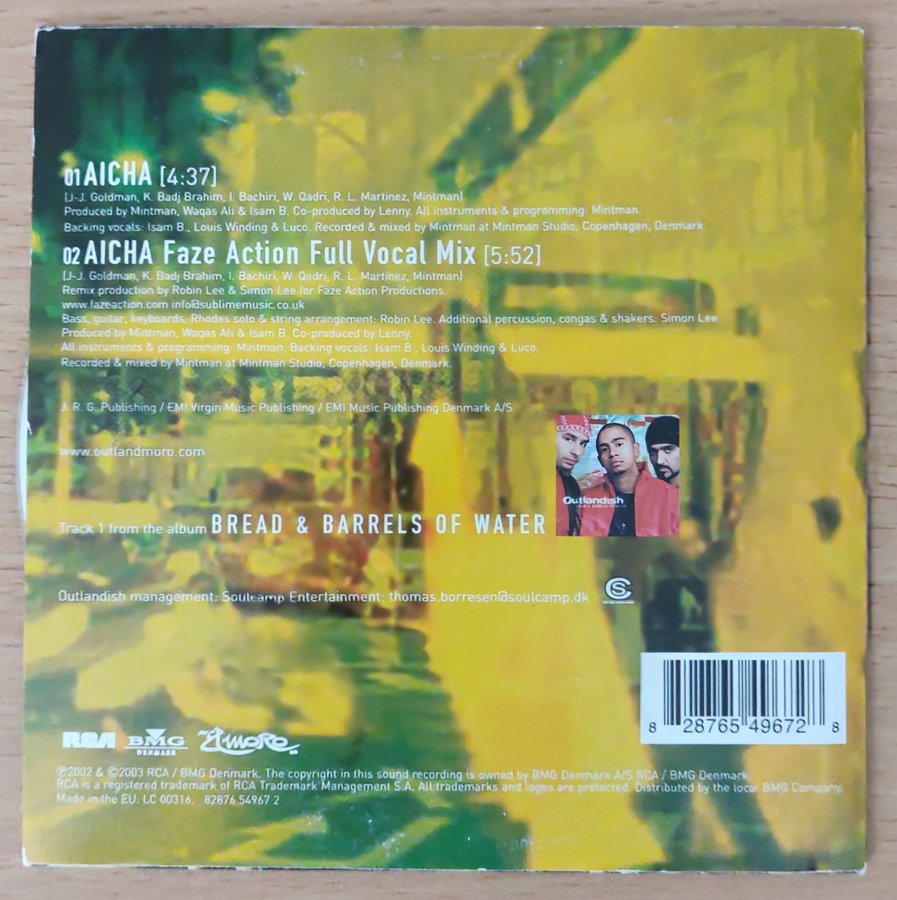 01 AICHA [4:37]
[J-J. Goldman, K. Badj Brahim, I. Bachiri, W. Qadri, R. L. Martinez, Mintman]
Produced by Mintman, Waqas Ali & Isam B. Co-produced by Lenny. All instruments & programming: Mintman.
Backing vocals: Isam B., Louis Winding & Luco. Recorded & mixed by Mintman at Mintman Studio, Copenhagen, Denmark.
02 AICHA Faze Action Full Vocal Mix [5:52]
[J-J. Goldman, K. Badj Brahim, I. Bachiri, W. Qadri, R. L. Martinez, Mintman]
Remix production by Robin Lee & Simon Lee for Faze Action Productions.
www.fazeaction.com info@sublimemusic.co.uk
Bass, guitar, keyboards, Rhodes solo & string arrangement: Robin Lee. Additional percussion, congas & shakers: Simon Lee
Produced by Mintman, Waqas Ali & Isam B. Co-produced by Lenny.
All instruments & programming: Mintman. Backing vocals: Isam B., Louis Winding & Luco.
Recorded & mixed by Mintman at Mintman Studio, Copenhagen, Denmark.
J. R. G. Publishing / EMI Virgin Music Publishing / EMI Music Publishing Denmark A/S
www.outlandmoro.com
Outlandish
Track 1 from the album BREAD & BARRELS OF WATER
Outlandish management: Soulcamp Entertainment: thomas.borresen@soulcamp.dk
8 28765 49672 8
RCA BMG DENMARK El Moro
℗2002 & ©2003 RCA / BMG Denmark. The copyright in this sound recording is owned by BMG Denmark A/S RCA / BMG Denmark.
RCA is a registered trademark of RCA Trademark Management S.A. All trademarks and logos are protected. Distributed by the local BMG Company.
Made in the EU. LC 00316. 82876 54967 2